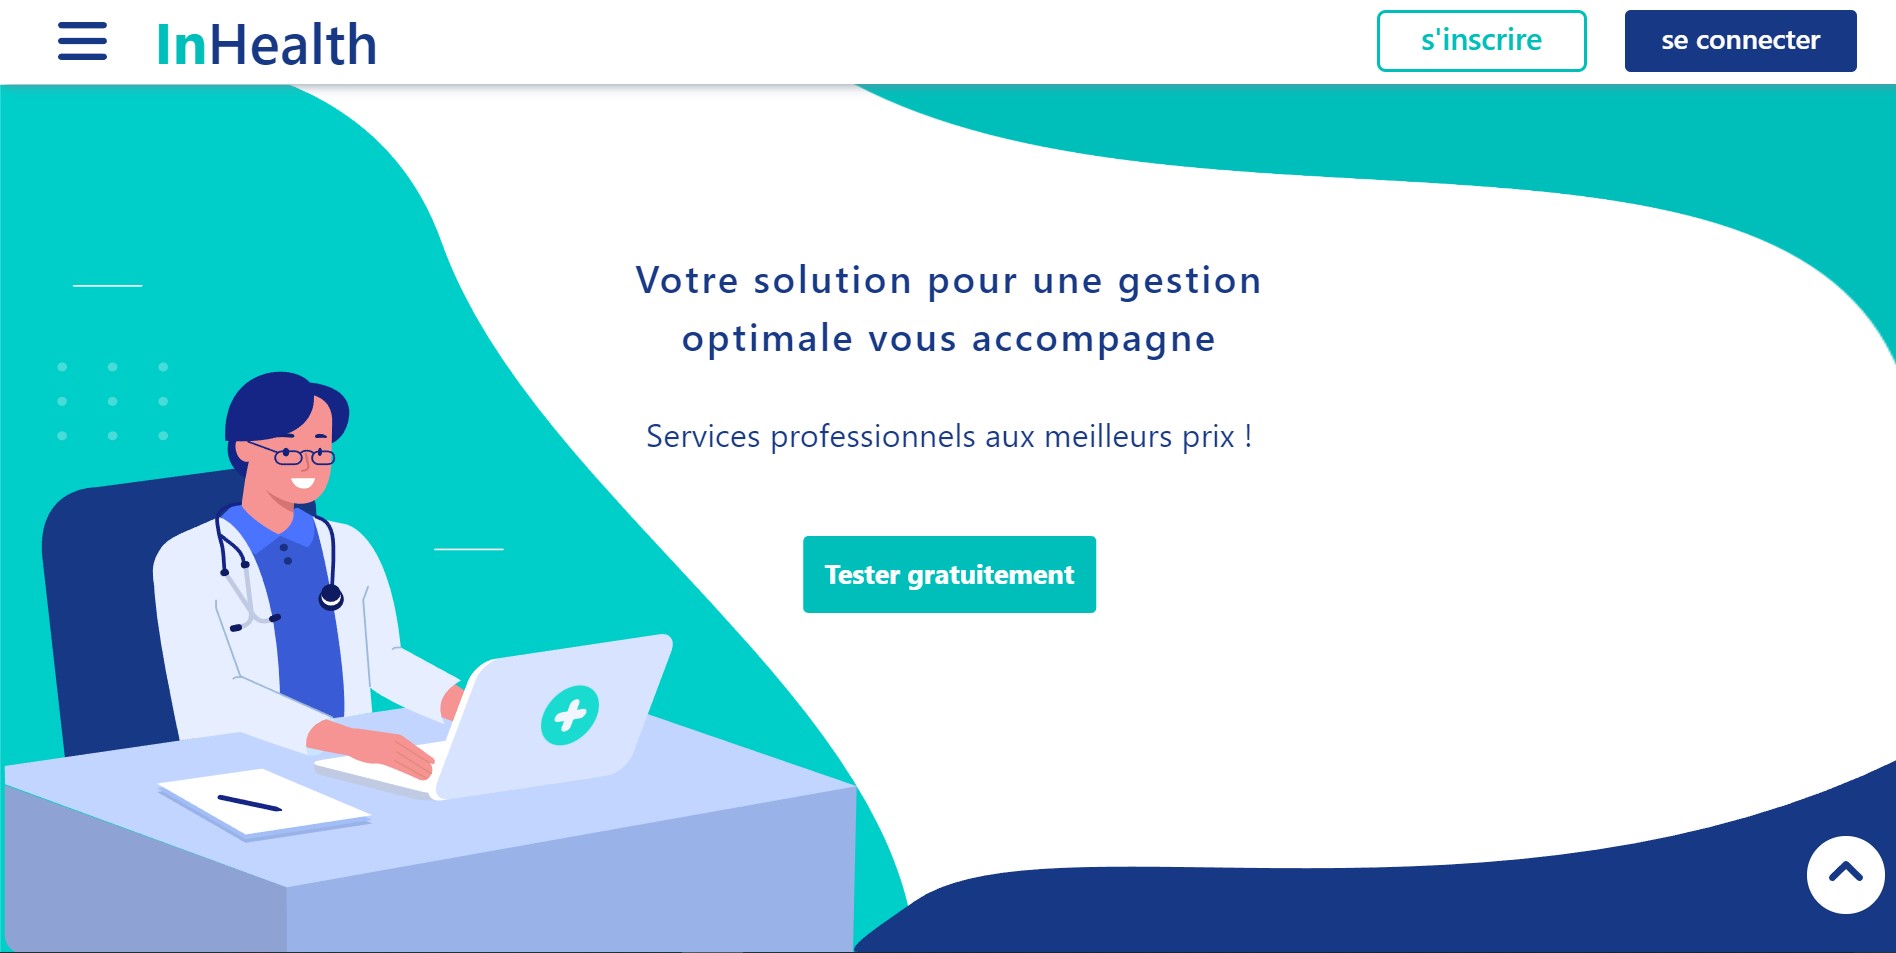 InHealth
s'inscrire
se connecter
Votre solution pour une gestion
optimale vous accompagne
Services professionnels aux meilleurs prix !
Tester gratuitement